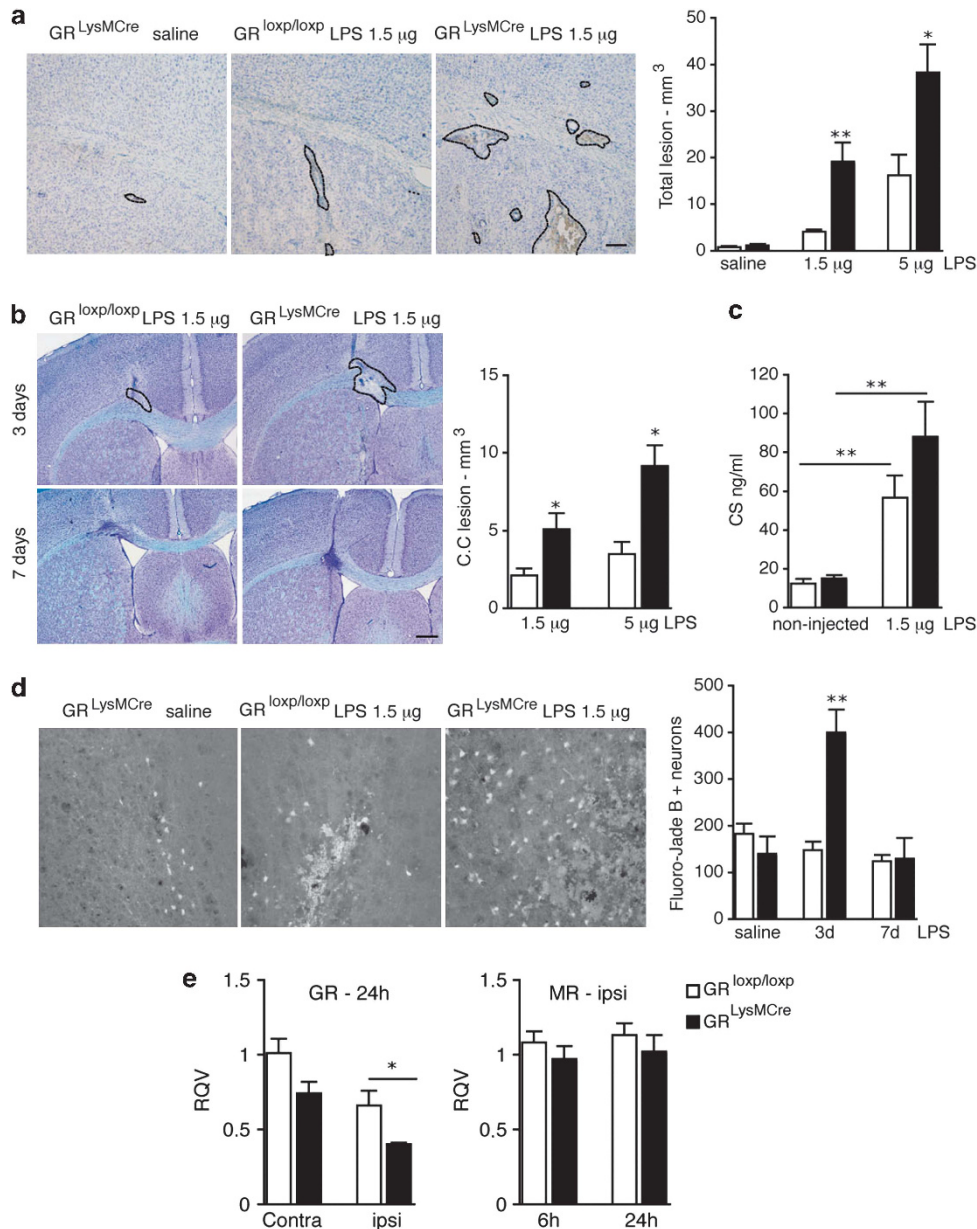 a
GR LysMCre saline
GR loxp/loxp LPS 1.5 μg
GR LysMCre LPS 1.5 μg
Total lesion - mm 3
50
40
30
20
10
0
**
*
saline
1.5 μg
5 μg LPS
b
GR loxp/loxp LPS 1.5 μg
GR LysMCre LPS 1.5 μg
3 days
7 days
C.C lesion - mm 3
15
10
5
0
*
*
1.5 μg
5 μg LPS
c
CS ng/ml
120
100
80
60
40
20
0
**
**
non-injected
1.5 μg LPS
d
GR LysMCre saline
GR loxp/loxp LPS 1.5 μg
GR LysMCre LPS 1.5 μg
Fluoro-Jade B + neurons
500
400
300
200
100
0
**
saline
3d
7d LPS
e
GR - 24h
RQV
1.5
1
0.5
0
*
Contra
ipsi
MR - ipsi
RQV
1.5
1
0.5
0
6h
24h
GR loxp/loxp
GR LysMCre